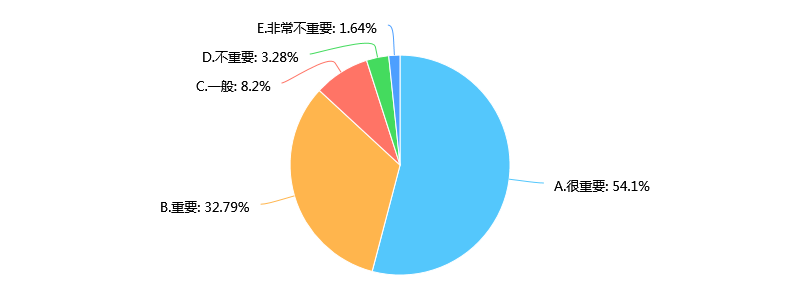 E.非常不重要: 1.64%
D.不重要: 3.28%
C.一般: 8.2%
A.很重要: 54.1%
B.重要: 32.79%